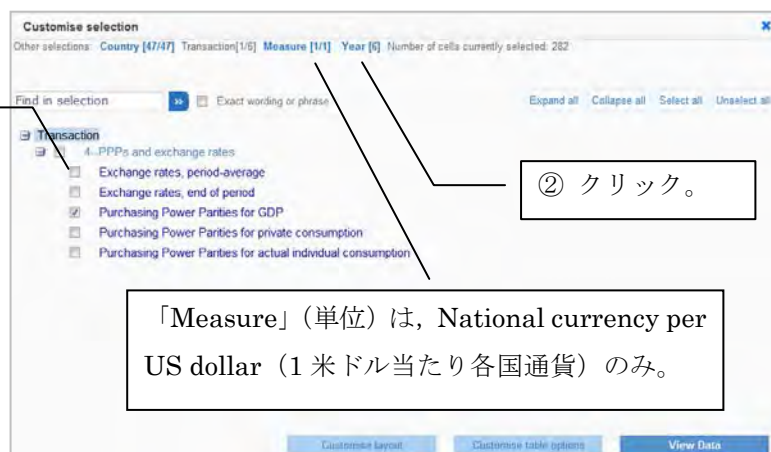 Customise selection
Other selections: Country [47/47] Transaction[1/5] Measure [1/1] Year [6] Number of cells currently selected: 282
Find in selection
Exact wording or phrase
Expand all Collapse all Select all Unselect all
Transaction
4. PPPs and exchange rates
Exchange rates, period-average
Exchange rates, end of period
Purchasing Power Parities for GDP
Purchasing Power Parities for private consumption
Purchasing Power Parities for actual individual consumption
② クリック。
「Measure」（単位）は，National currency per
US dollar（1 米ドル当たり各国通貨）のみ。
Customise layout Customise table options View Data